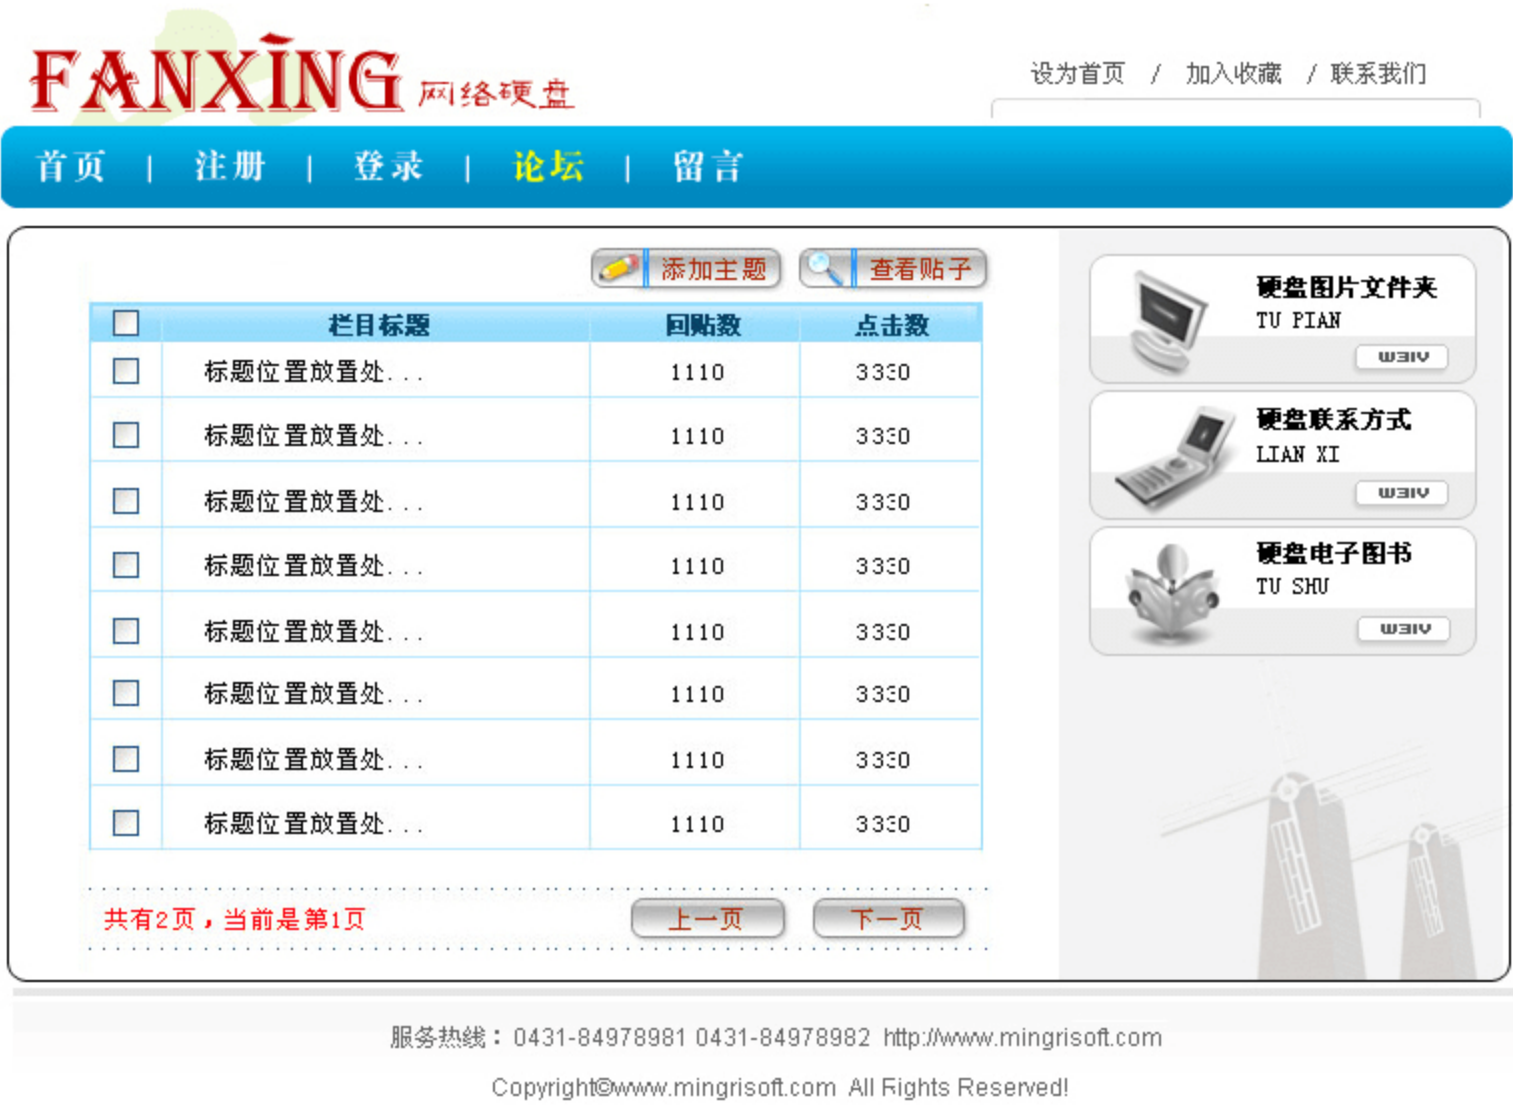 FANXING 网络硬盘
设为首页 / 加入收藏 / 联系我们
首页 | 注册 | 登录 | 论坛 | 留言
添加主题 查看贴子
栏目标题 回贴数 点击数
标题位置放置处... 1110 3330
标题位置放置处... 1110 3330
标题位置放置处... 1110 3330
标题位置放置处... 1110 3330
标题位置放置处... 1110 3330
标题位置放置处... 1110 3330
标题位置放置处... 1110 3330
标题位置放置处... 1110 3330
共有2页，当前是第1页 上一页 下一页
硬盘图片文件夹
TU PIAN
VIEW
硬盘联系方式
LIAN XI
VIEW
硬盘电子图书
TU SHU
VIEW
服务热线：0431-84978981 0431-84978982 http://www.mingrisoft.com
Copyright©www.mingrisoft.com All Rights Reserved!